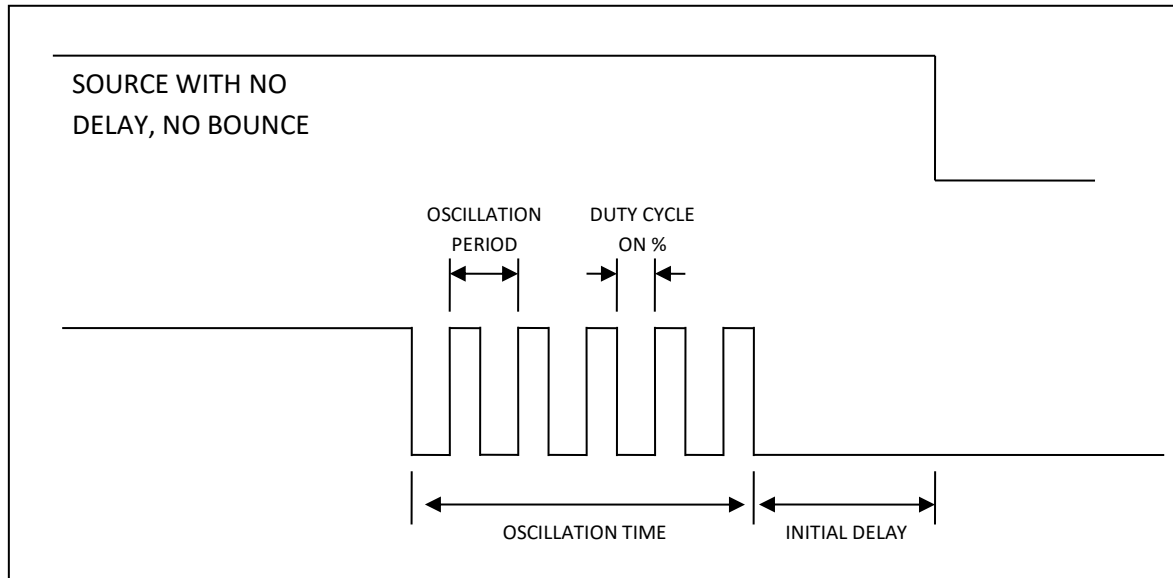 SOURCE WITH NO
DELAY, NO BOUNCE
OSCILLATION
PERIOD
DUTY CYCLE
ON %
OSCILLATION TIME
INITIAL DELAY